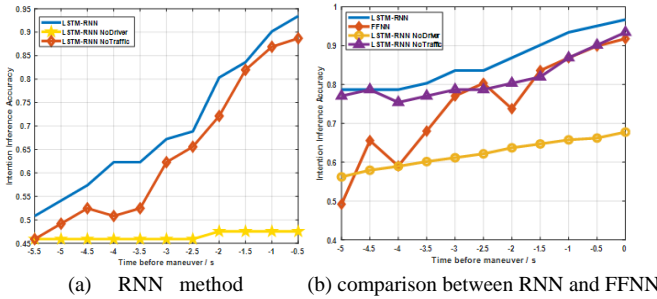 0.95
0.9
0.85
0.8
0.75
0.7
0.65
0.6
0.55
0.5
0.45
Intention Inference Accuracy
LSTM-RNN
LSTM-RNN NoDriver
LSTM-RNN NoTraffic
-5.5 -5 -4.5 -4 -3.5 -3 -2.5 -2 -1.5 -1 -0.5
Time before maneuver / s
(a) RNN method
1
0.9
0.8
0.7
0.6
0.5
0.4
Intention Inference Accuracy
LSTM-RNN
FFNN
LSTM-RNN NoDriver
LSTM-RNN NoTraffic
-5 -4.5 -4 -3.5 -3 -2.5 -2 -1.5 -1 -0.5 0
Time before maneuver / s
(b) comparison between RNN and FFNN